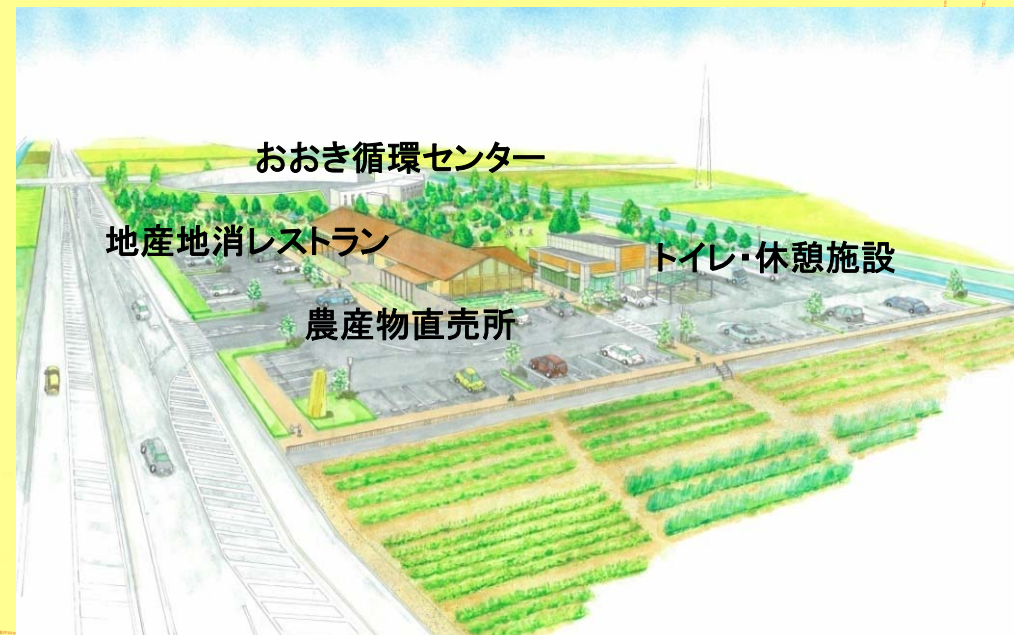 おおき循環センター
地産地消レストラン
トイレ・休憩施設
農産物直売所